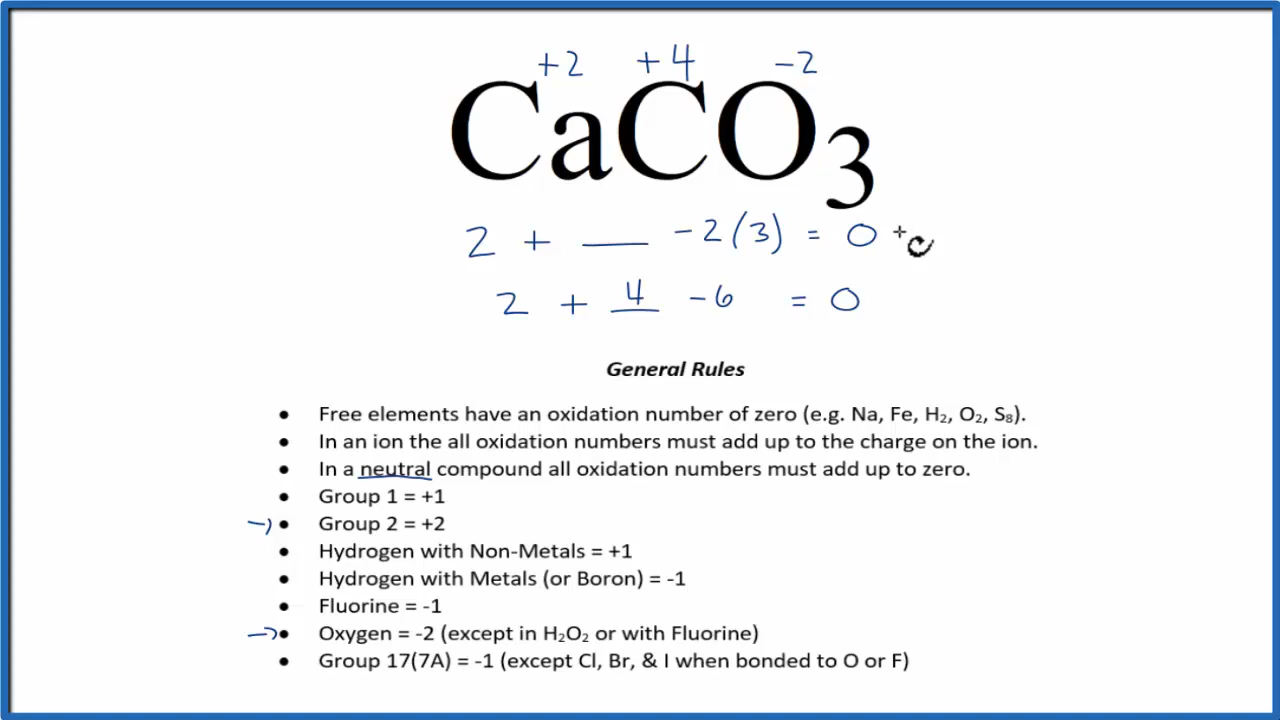 +2 +4 -2
CaCO₃
2 + __ -2(3) = 0
2 + 4 -6 = 0
General Rules
• Free elements have an oxidation number of zero (e.g. Na, Fe, H₂, O₂, S₈).
• In an ion the all oxidation numbers must add up to the charge on the ion.
• In a neutral compound all oxidation numbers must add up to zero.
• Group 1 = +1
• Group 2 = +2
• Hydrogen with Non-Metals = +1
• Hydrogen with Metals (or Boron) = -1
• Fluorine = -1
• Oxygen = -2 (except in H₂O₂ or with Fluorine)
• Group 17(7A) = -1 (except Cl, Br, & I when bonded to O or F)